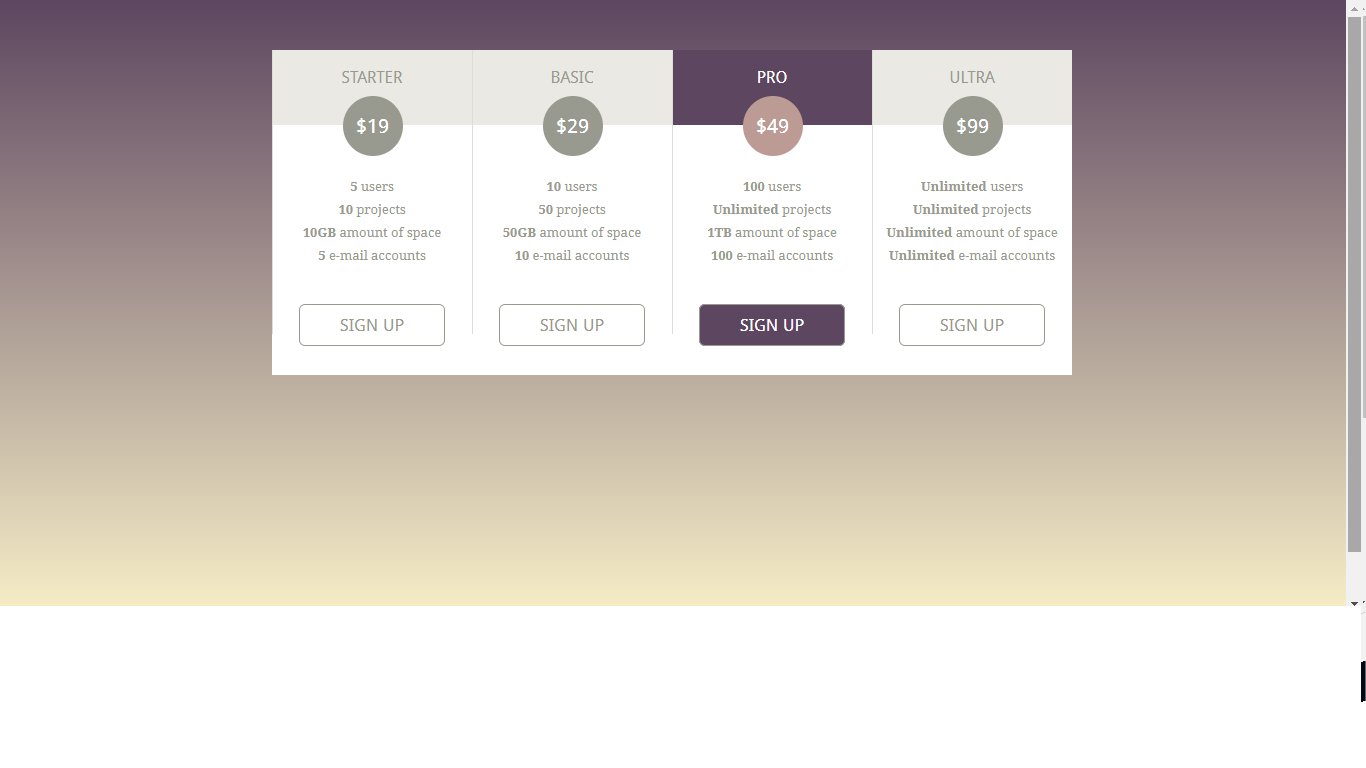 STARTER
$19
5 users
10 projects
10GB amount of space
5 e-mail accounts
SIGN UP
BASIC
$29
10 users
50 projects
50GB amount of space
10 e-mail accounts
SIGN UP
PRO
$49
100 users
Unlimited projects
1TB amount of space
100 e-mail accounts
SIGN UP
ULTRA
$99
Unlimited users
Unlimited projects
Unlimited amount of space
Unlimited e-mail accounts
SIGN UP